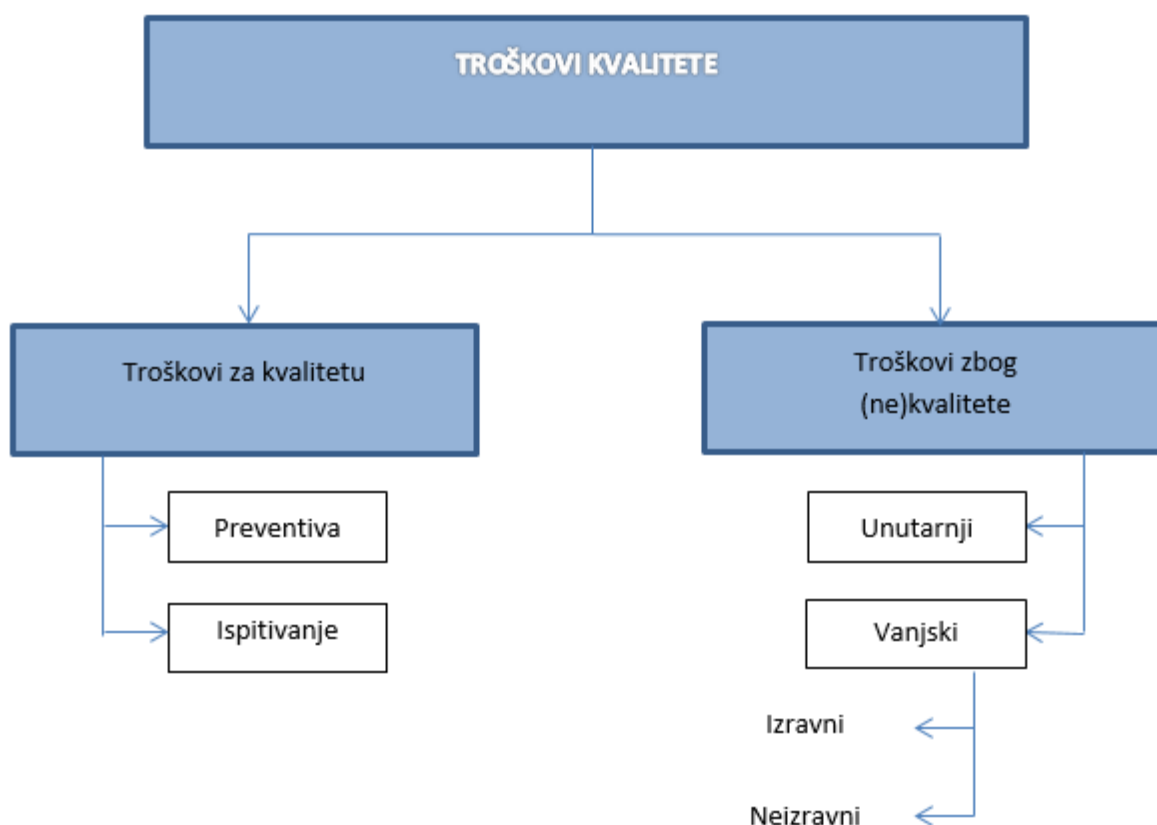 TROŠKOVI KVALITETE
Troškovi za kvalitetu
Troškovi zbog
(ne)kvalitete
Preventiva
Unutarnji
Ispitivanje
Vanjski
Izravni
Neizravni